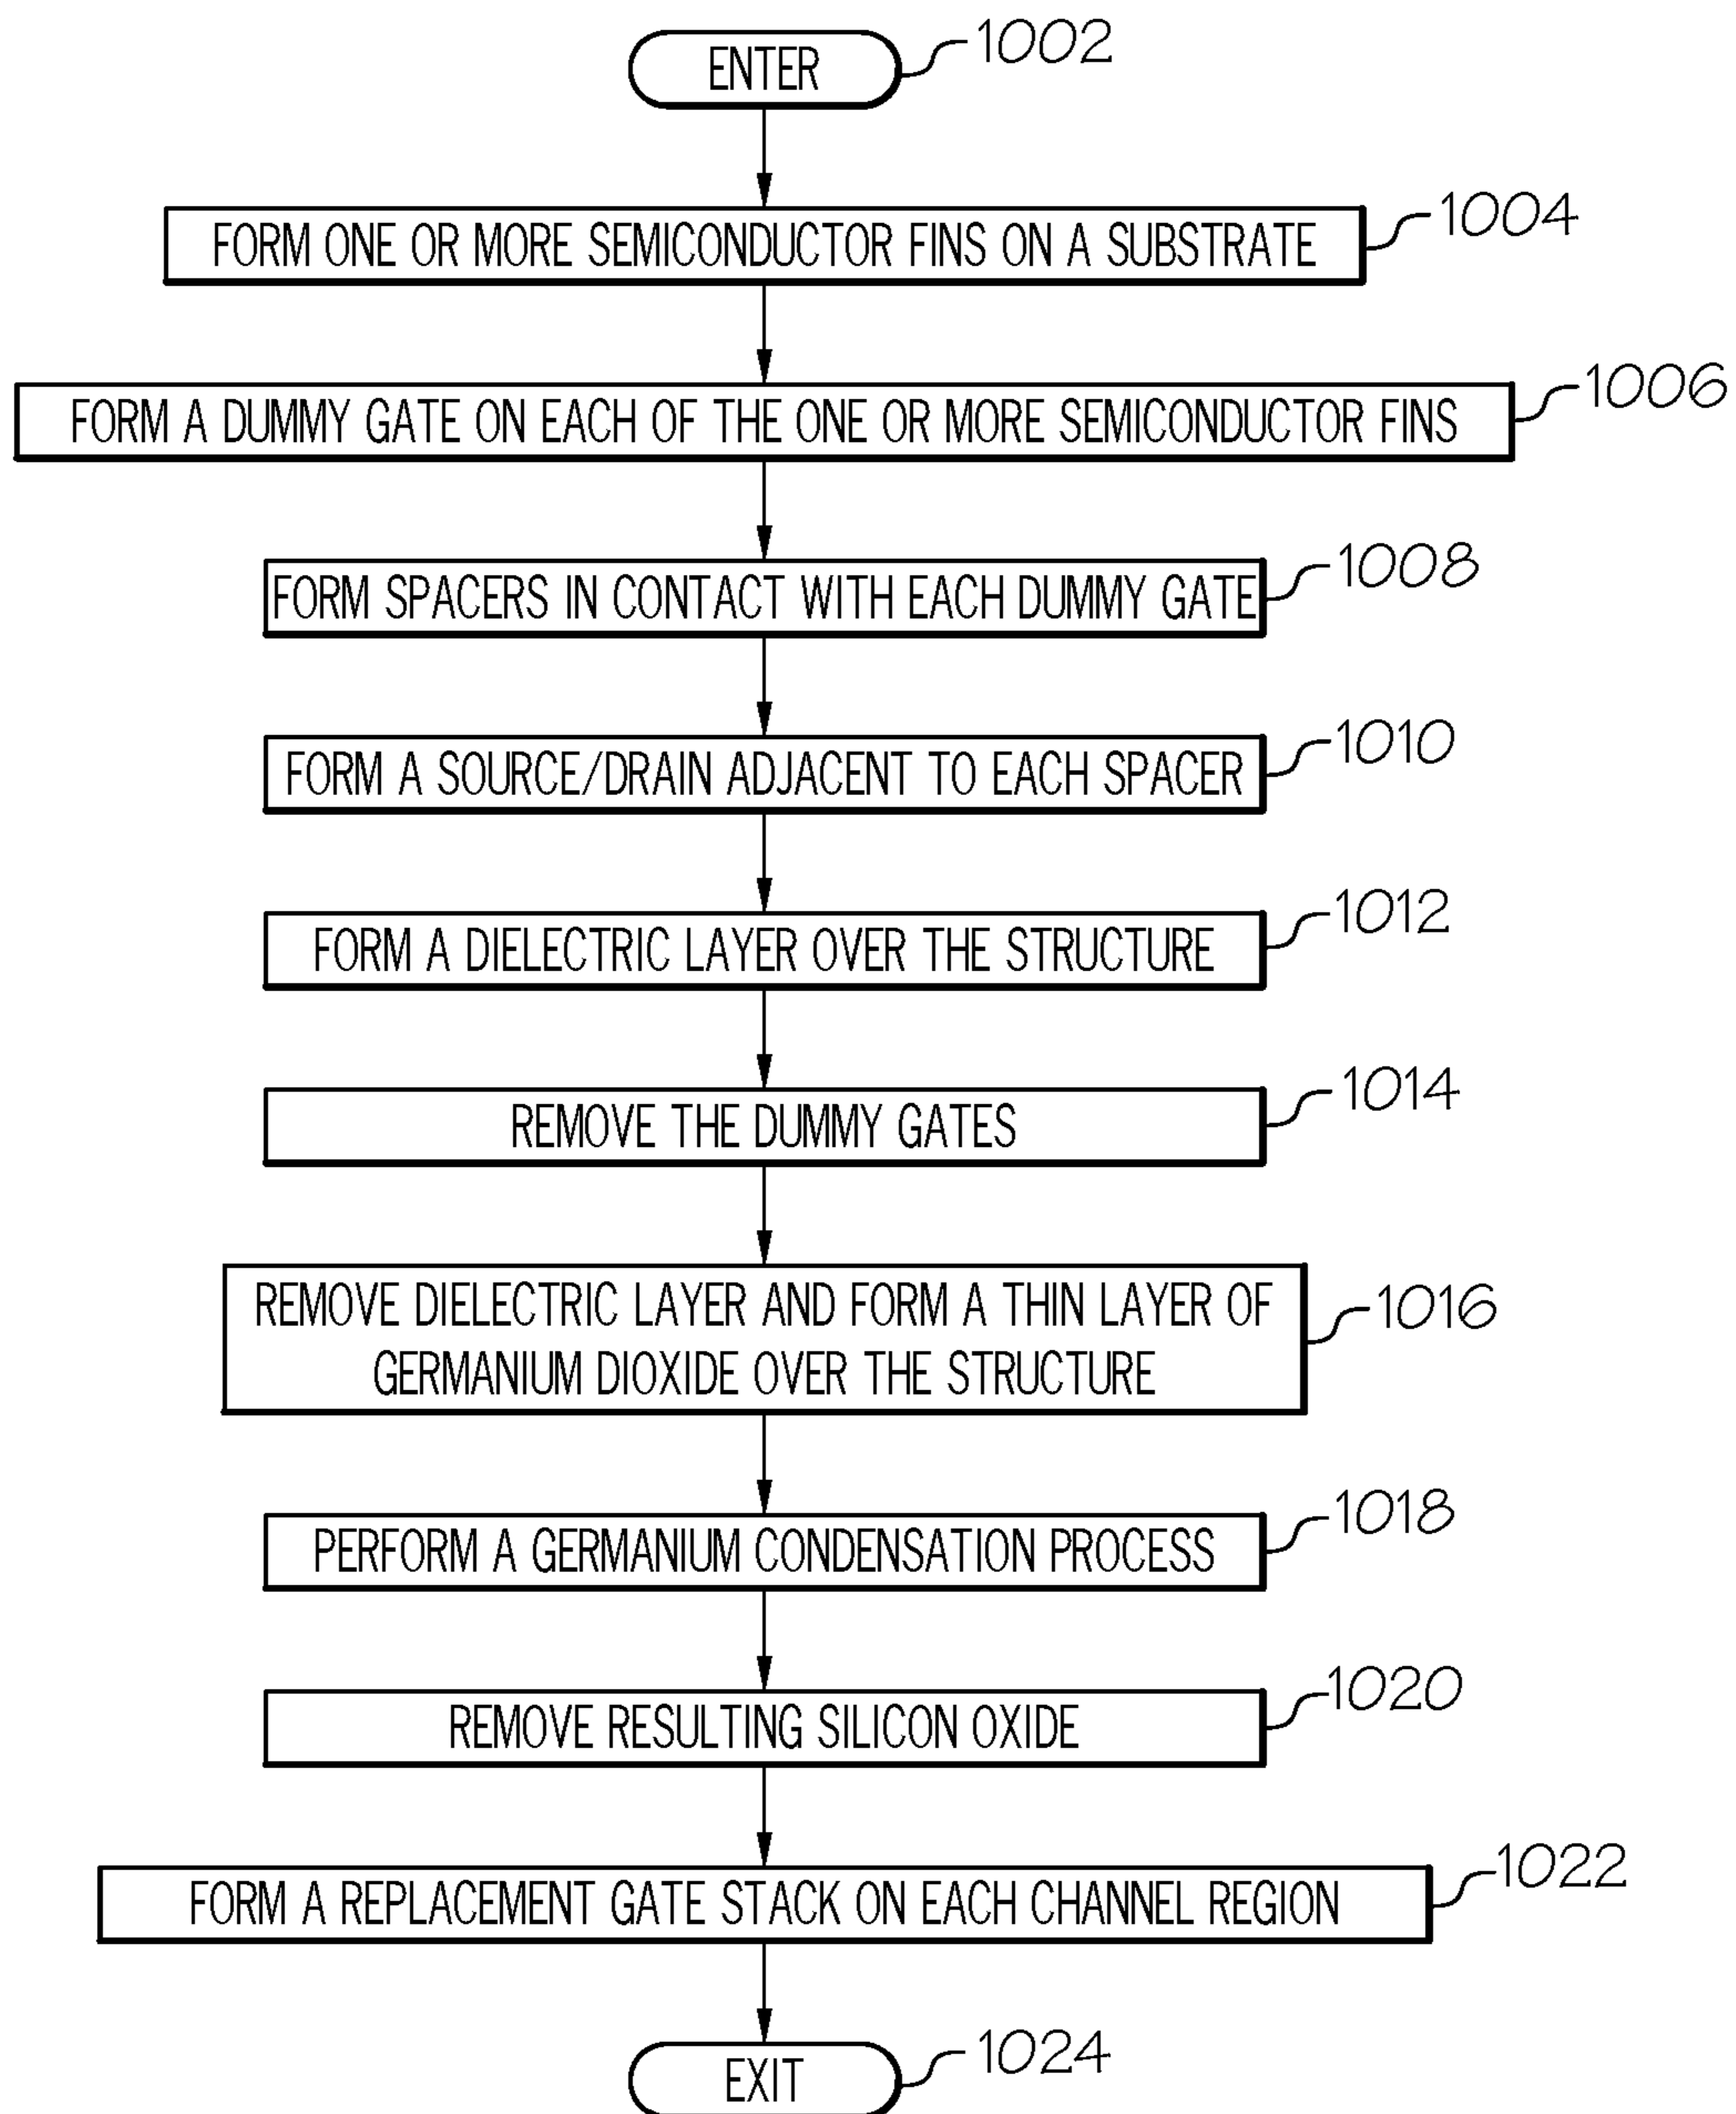 ENTER
1002
FORM ONE OR MORE SEMICONDUCTOR FINS ON A SUBSTRATE
1004
FORM A DUMMY GATE ON EACH OF THE ONE OR MORE SEMICONDUCTOR FINS
1006
FORM SPACERS IN CONTACT WITH EACH DUMMY GATE
1008
FORM A SOURCE/DRAIN ADJACENT TO EACH SPACER
1010
FORM A DIELECTRIC LAYER OVER THE STRUCTURE
1012
REMOVE THE DUMMY GATES
1014
REMOVE DIELECTRIC LAYER AND FORM A THIN LAYER OF
GERMANIUM DIOXIDE OVER THE STRUCTURE
1016
PERFORM A GERMANIUM CONDENSATION PROCESS
1018
REMOVE RESULTING SILICON OXIDE
1020
FORM A REPLACEMENT GATE STACK ON EACH CHANNEL REGION
1022
EXIT
1024